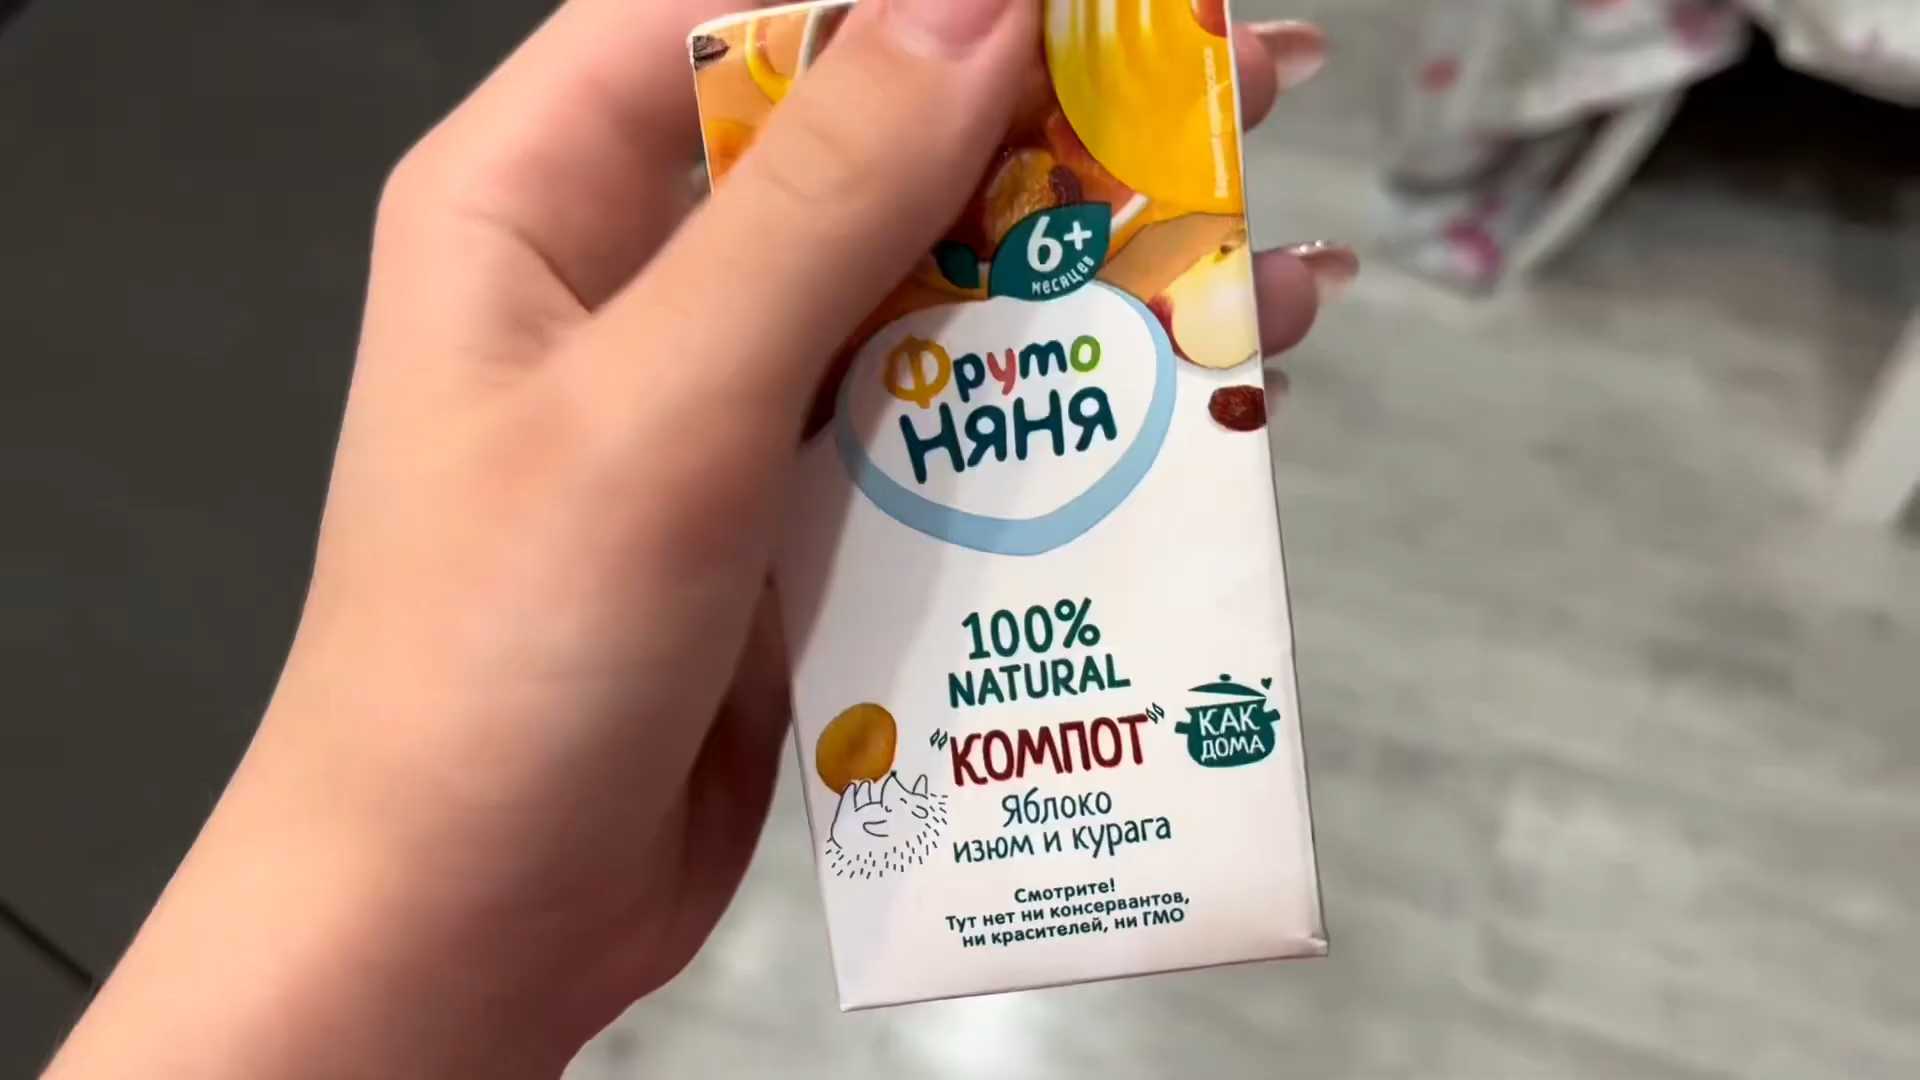 6+
месяцев
Фруто
НЯНЯ
100%
NATURAL
"КОМПОТ"
КАК
ДОМА
Яблоко
изюм и курага
Смотрите!
Тут нет ни консервантов,
ни красителей, ни ГМО